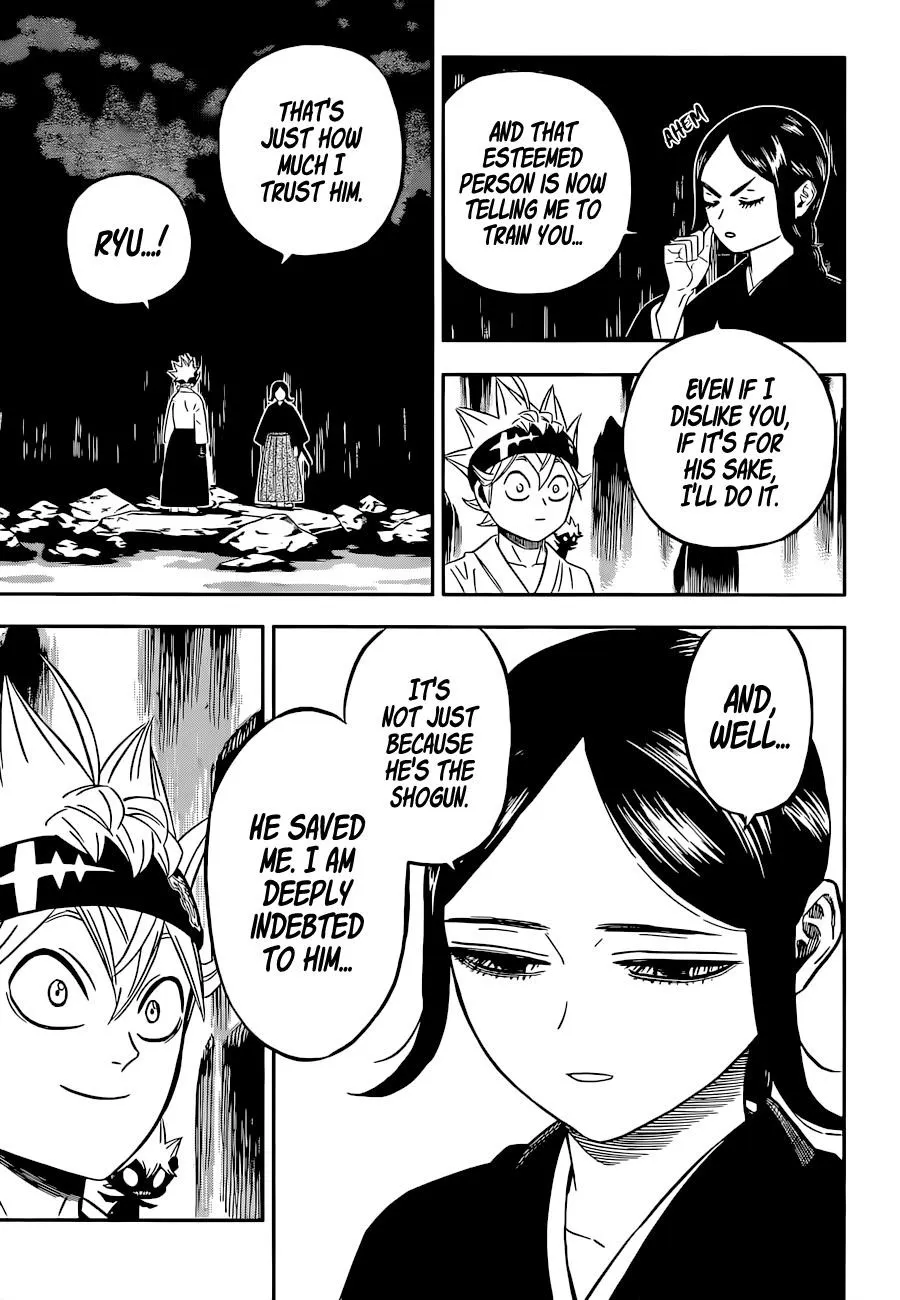 AHEM
AND THAT
ESTEEMED
PERSON IS NOW
TELLING ME TO
TRAIN YOU...
EVEN IF I
DISLIKE YOU,
IF IT'S FOR
HIS SAKE,
I'LL DO IT.
THAT'S
JUST HOW
MUCH I
TRUST HIM.
RYU...!
AND,
WELL...
IT'S
NOT JUST
BECAUSE
HE'S THE
SHOGUN.
HE SAVED
ME. I AM
DEEPLY
INDEBTED
TO HIM...